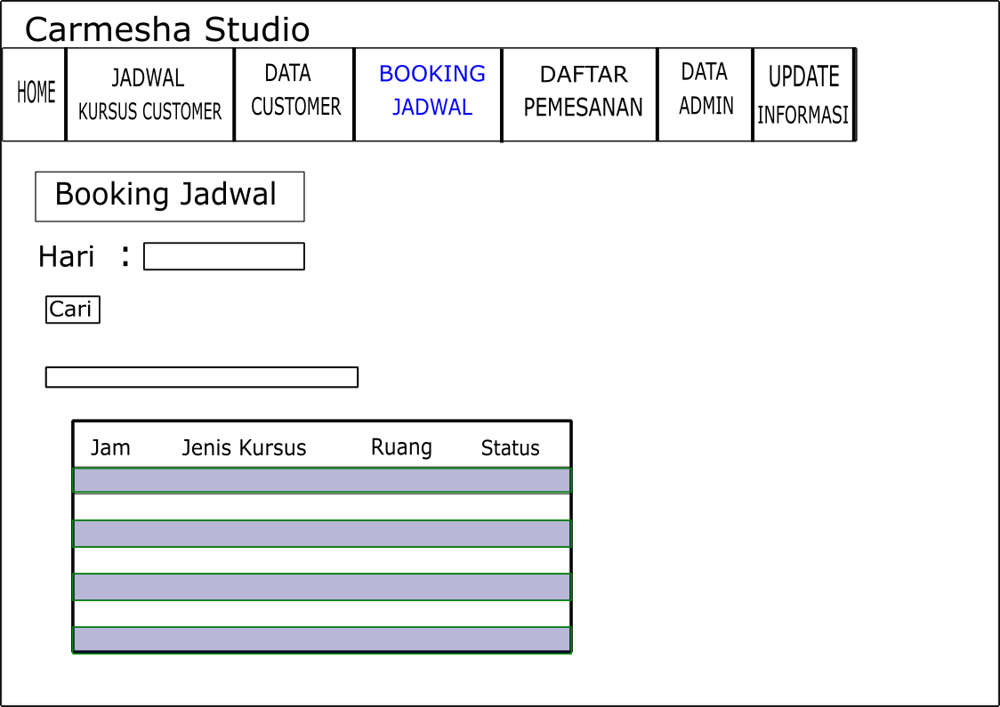 Carmesha Studio
HOME
JADWAL
KURSUS CUSTOMER
DATA
CUSTOMER
BOOKING
JADWAL
DAFTAR
PEMESANAN
DATA
ADMIN
UPDATE
INFORMASI
Booking Jadwal
Hari :
Cari
Jam Jenis Kursus Ruang Status